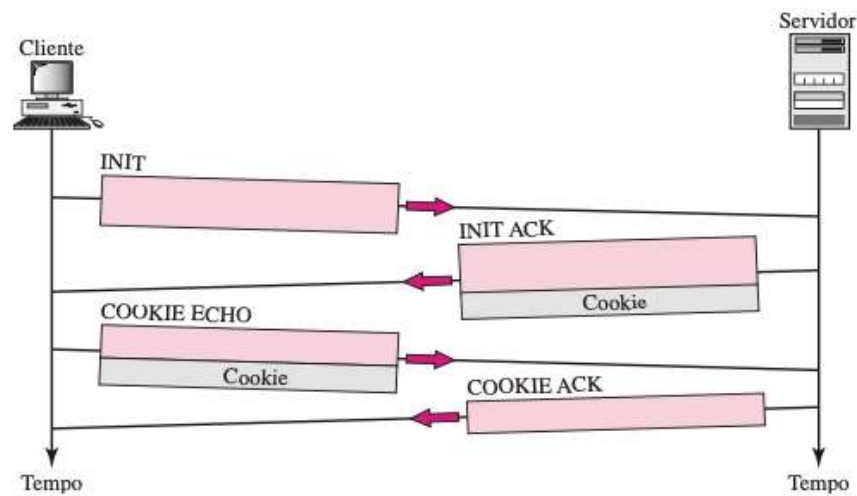 Servidor
Cliente
INIT
INIT ACK
Cookie
COOKIE ECHO
Cookie
COOKIE ACK
Tempo
Tempo